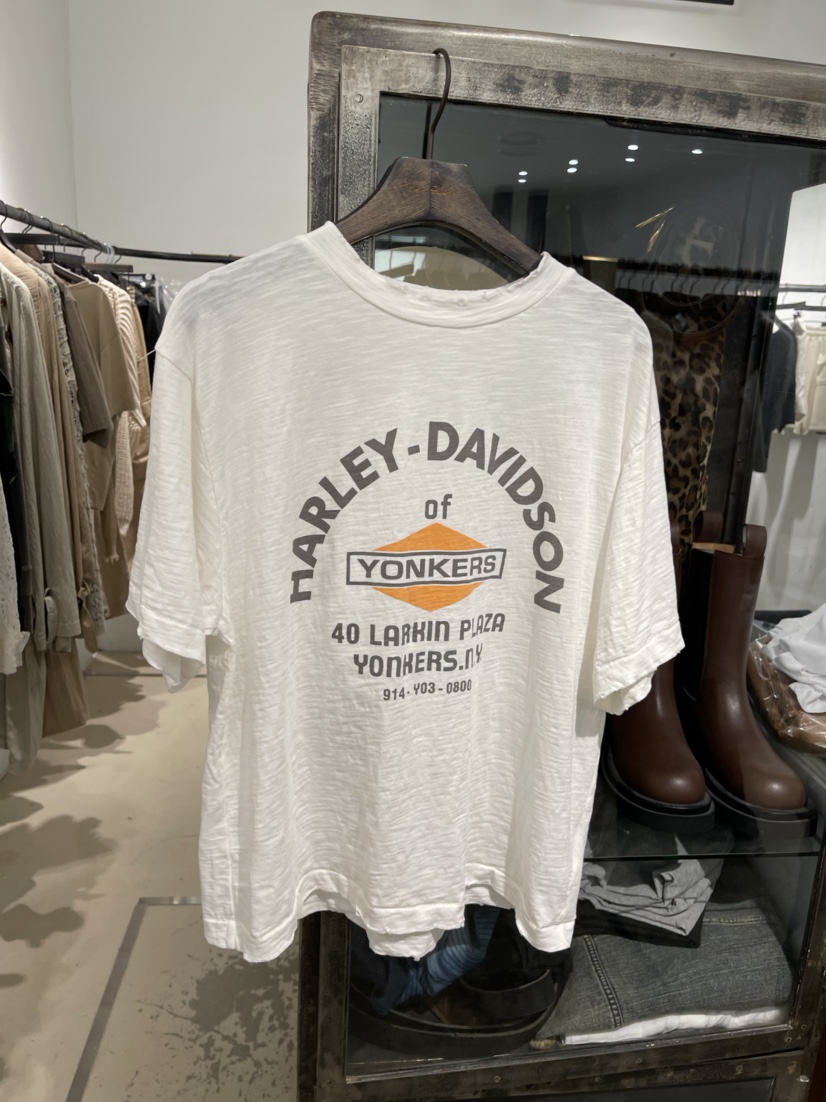 HARLEY-DAVIDSON
of
YONKERS
40 LARKIN PLAZA
YONKERS.N.Y.
914-Y03-0800